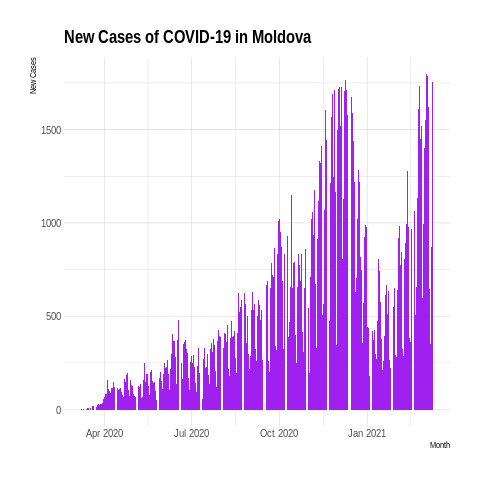 New Cases of COVID-19 in Moldova
New Cases
1500
1000
500
0
Apr 2020 Jul 2020 Oct 2020 Jan 2021
Month